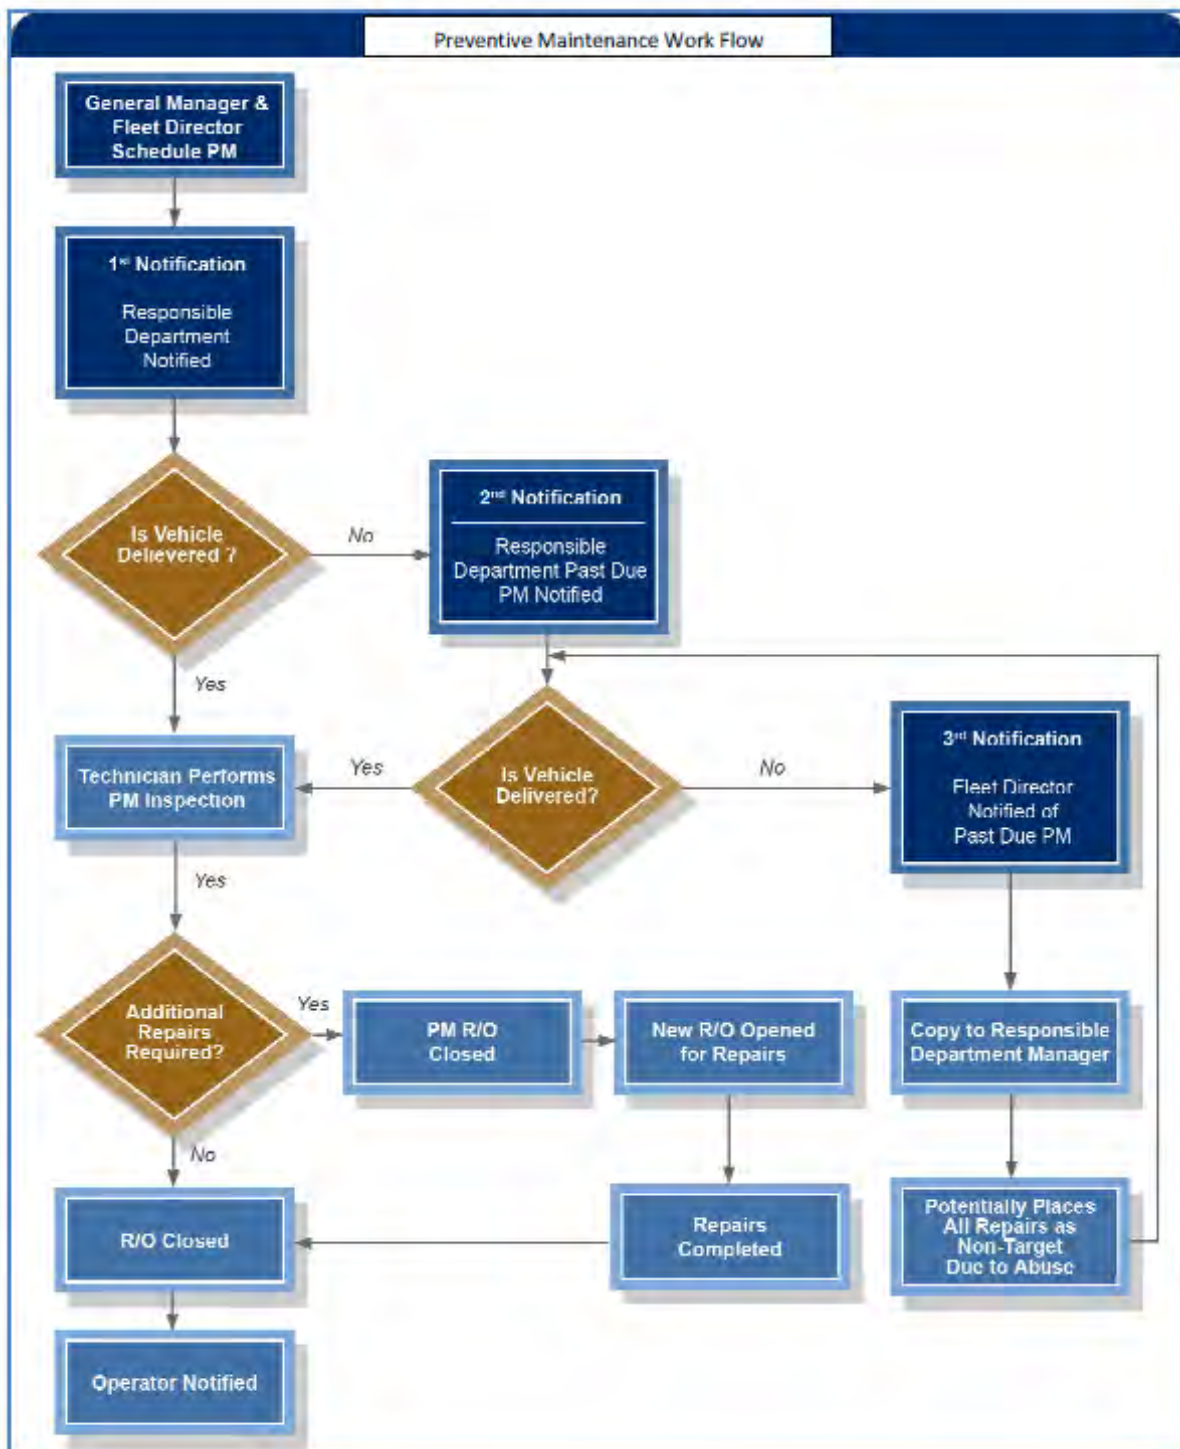 Preventive Maintenance Work Flow
General Manager &
Fleet Director
Schedule PM
1st Notification
Responsible
Department
Notified
Is Vehicle
Delievered ?
No
2nd Notification
Responsible
Department Past Due
PM Notified
Yes
Technician Performs
PM Inspection
Yes
Is Vehicle
Delivered?
No
3rd Notification
Fleet Director
Notified of
Past Due PM
Yes
Additional
Repairs
Required?
Yes
PM R/O
Closed
New R/O Opened
for Repairs
Copy to Responsible
Department Manager
No
R/O Closed
Repairs
Completed
Potentially Places
All Repairs as
Non-Target
Due to Abuse
Operator Notified